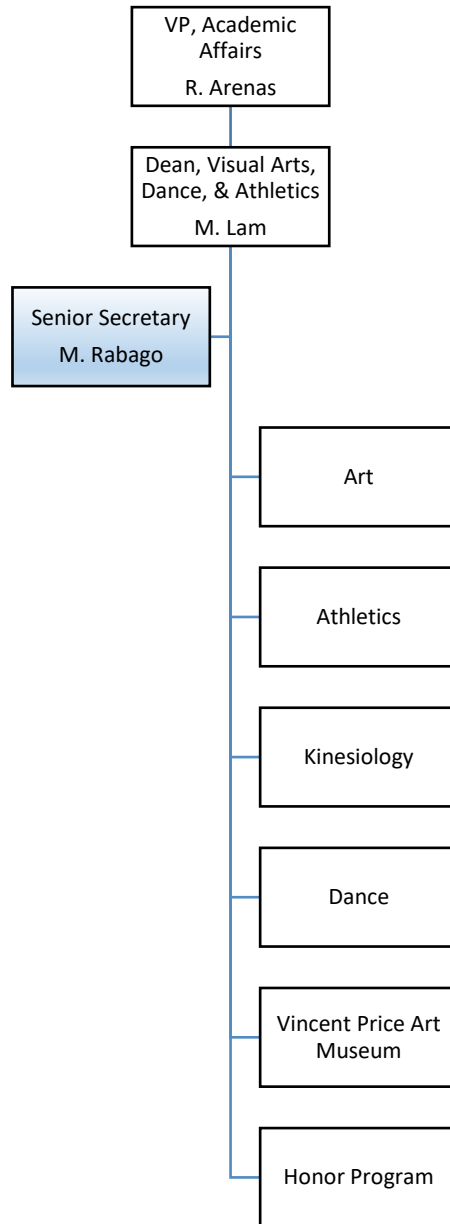 VP, Academic
Affairs
R. Arenas
Dean, Visual Arts,
Dance, & Athletics
M. Lam
Senior Secretary
M. Rabago
Art
Athletics
Kinesiology
Dance
Vincent Price Art
Museum
Honor Program